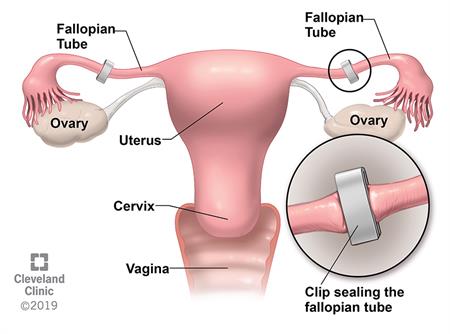 Fallopian
Tube
Fallopian
Tube
Ovary
Ovary
Uterus
Cervix
Vagina
Clip sealing the
fallopian tube
Cleveland
Clinic
©2019